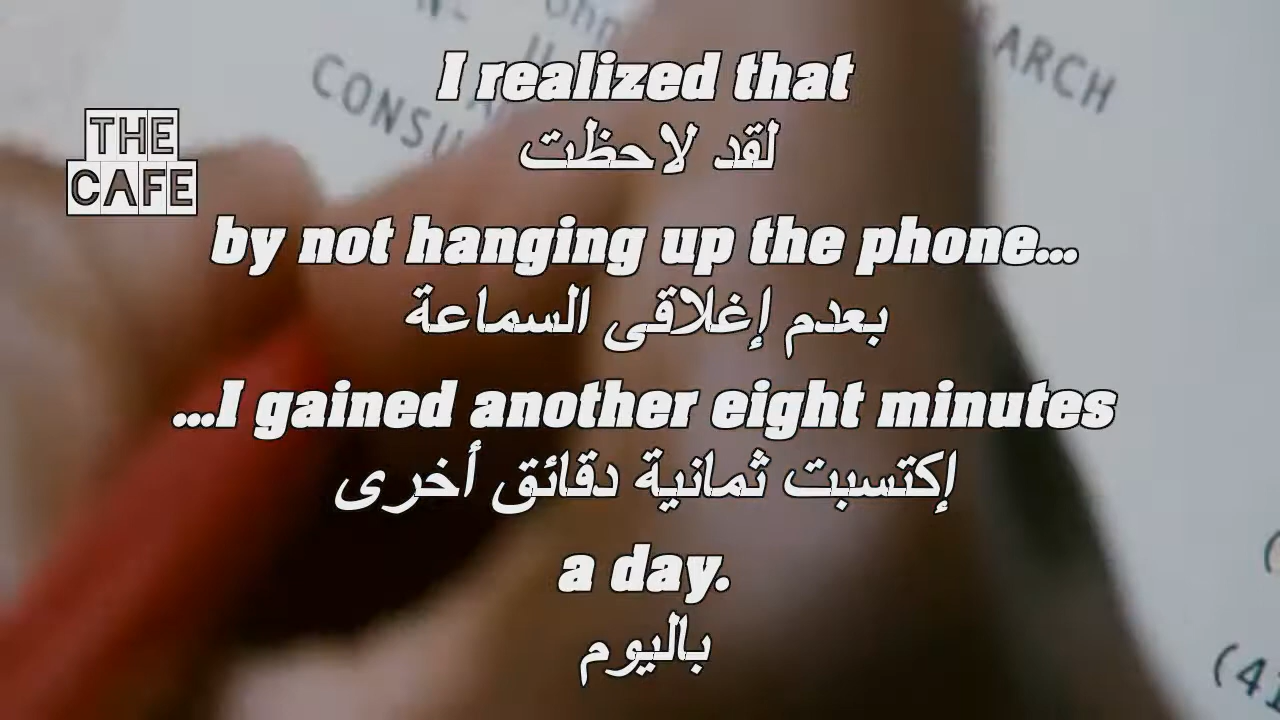 I realized that
لقد لاحظت
THE
CAFE
by not hanging up the phone...
بعدم إغلاقى السماعة
...I gained another eight minutes
إكتسبت ثمانية دقائق أخرى
a day.
باليوم
ARCH
CONSU
(41